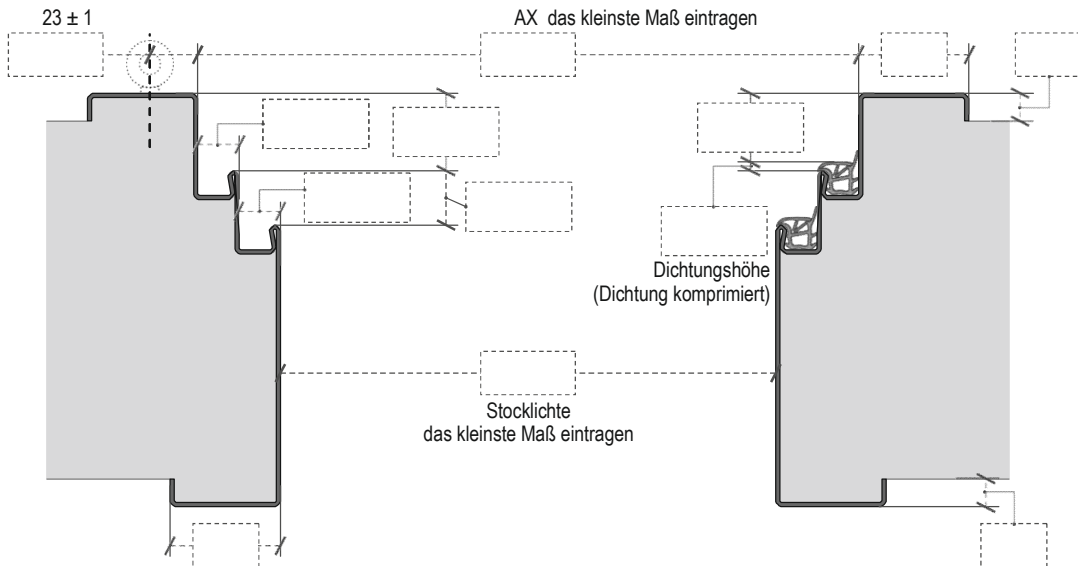 23 ± 1
AX das kleinste Maß eintragen
Dichtungshöhe
(Dichtung komprimiert)
Stocklichte
das kleinste Maß eintragen